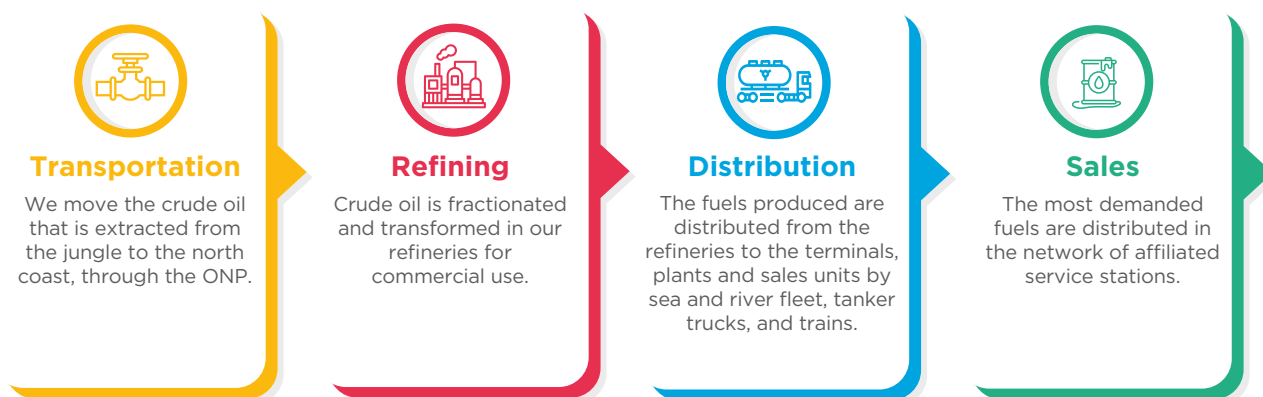 Transportation
We move the crude oil
that is extracted from
the jungle to the north
coast, through the ONP.
Refining
Crude oil is fractionated
and transformed in our
refineries for
commercial use.
Distribution
The fuels produced are
distributed from the
refineries to the terminals,
plants and sales units by
sea and river fleet, tanker
trucks, and trains.
Sales
The most demanded
fuels are distributed in
the network of affiliated
service stations.